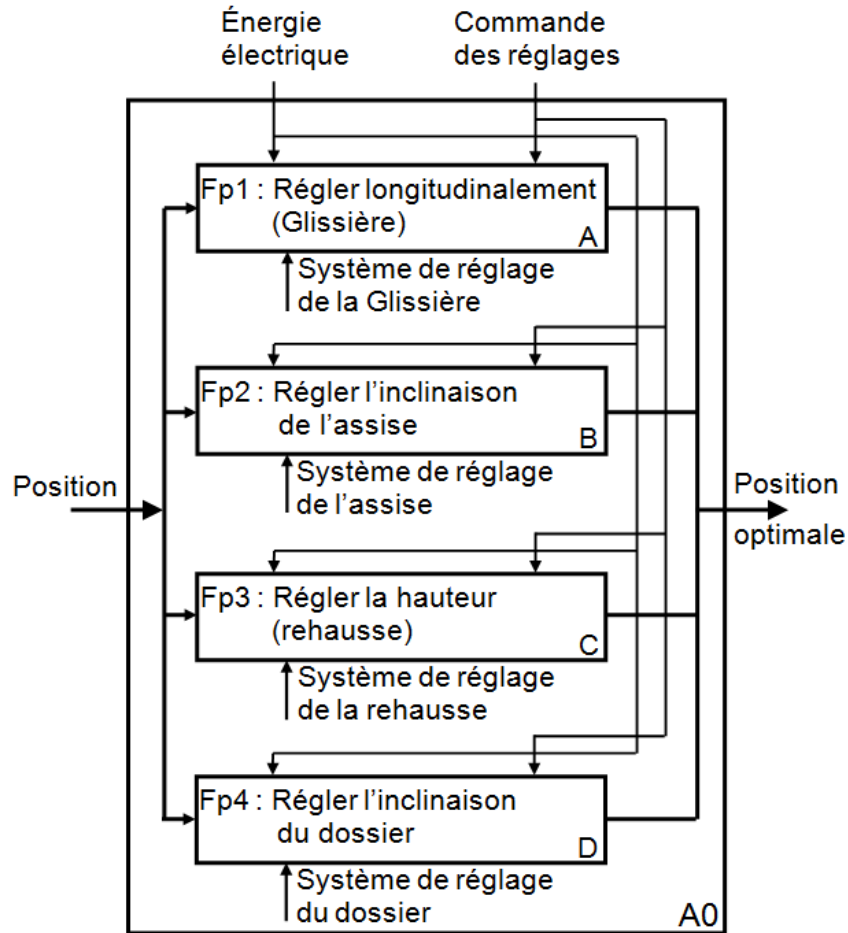 Énergie
électrique
Commande
des réglages
Fp1 : Régler longitudinalement
(Glissière)
A
Système de réglage
de la Glissière
Fp2 : Régler l'inclinaison
de l'assise
B
Système de réglage
de l'assise
Position
Position
optimale
Fp3 : Régler la hauteur
(rehausse)
C
Système de réglage
de la rehausse
Fp4 : Régler l'inclinaison
du dossier
D
Système de réglage
du dossier
A0